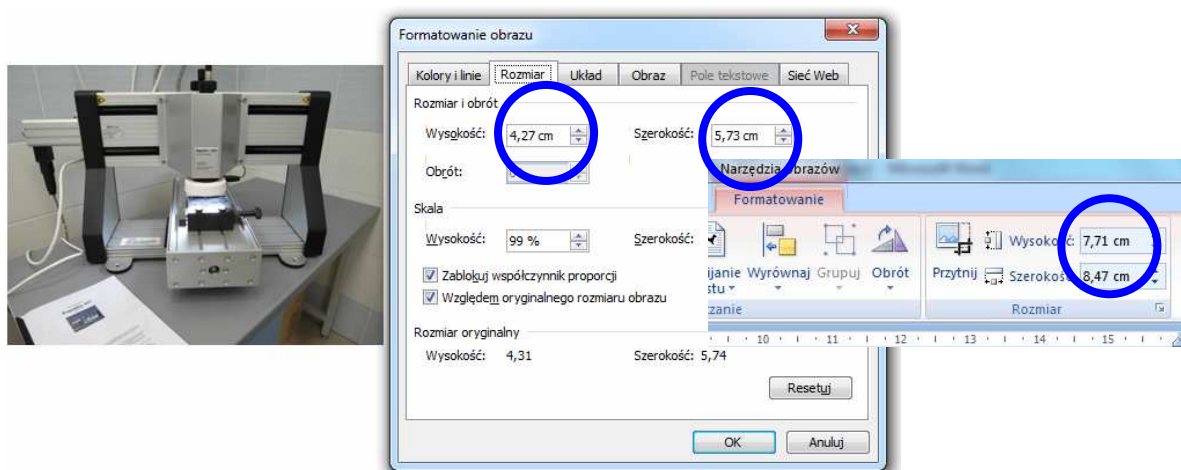 Formatowanie obrazu
Kolory i linie Rozmiar Układ Obraz Pole tekstowe Sieć Web
Rozmiar i obrót
Wysokość: 4,27 cm Szerokość: 5,73 cm
Obrót:
Skala
Wysokość: 99 % Szerokość:
Zablokuj współczynnik proporcji
Względem oryginalnego rozmiaru obrazu
Rozmiar oryginalny
Wysokość: 4,31 Szerokość: 5,74
Resetuj
OK Anuluj
Narzędzia obrazów
Formatowanie
Wysokość: 7,71 cm
Przytnij Szerokość: 8,47 cm
ijanie Wyrównaj Grupuj Obrót
stu
zanie Rozmiar
10 11 12 13 14 15